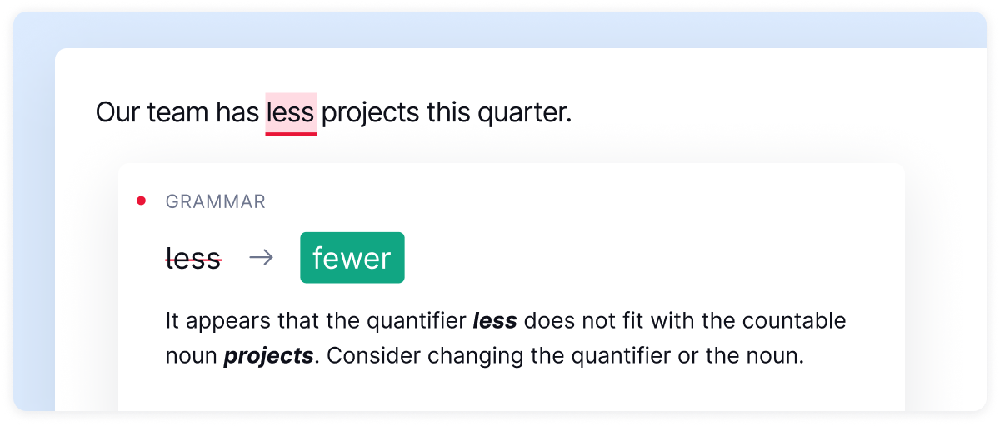 Our team has less projects this quarter.
GRAMMAR
less → fewer
It appears that the quantifier less does not fit with the countable
noun projects. Consider changing the quantifier or the noun.